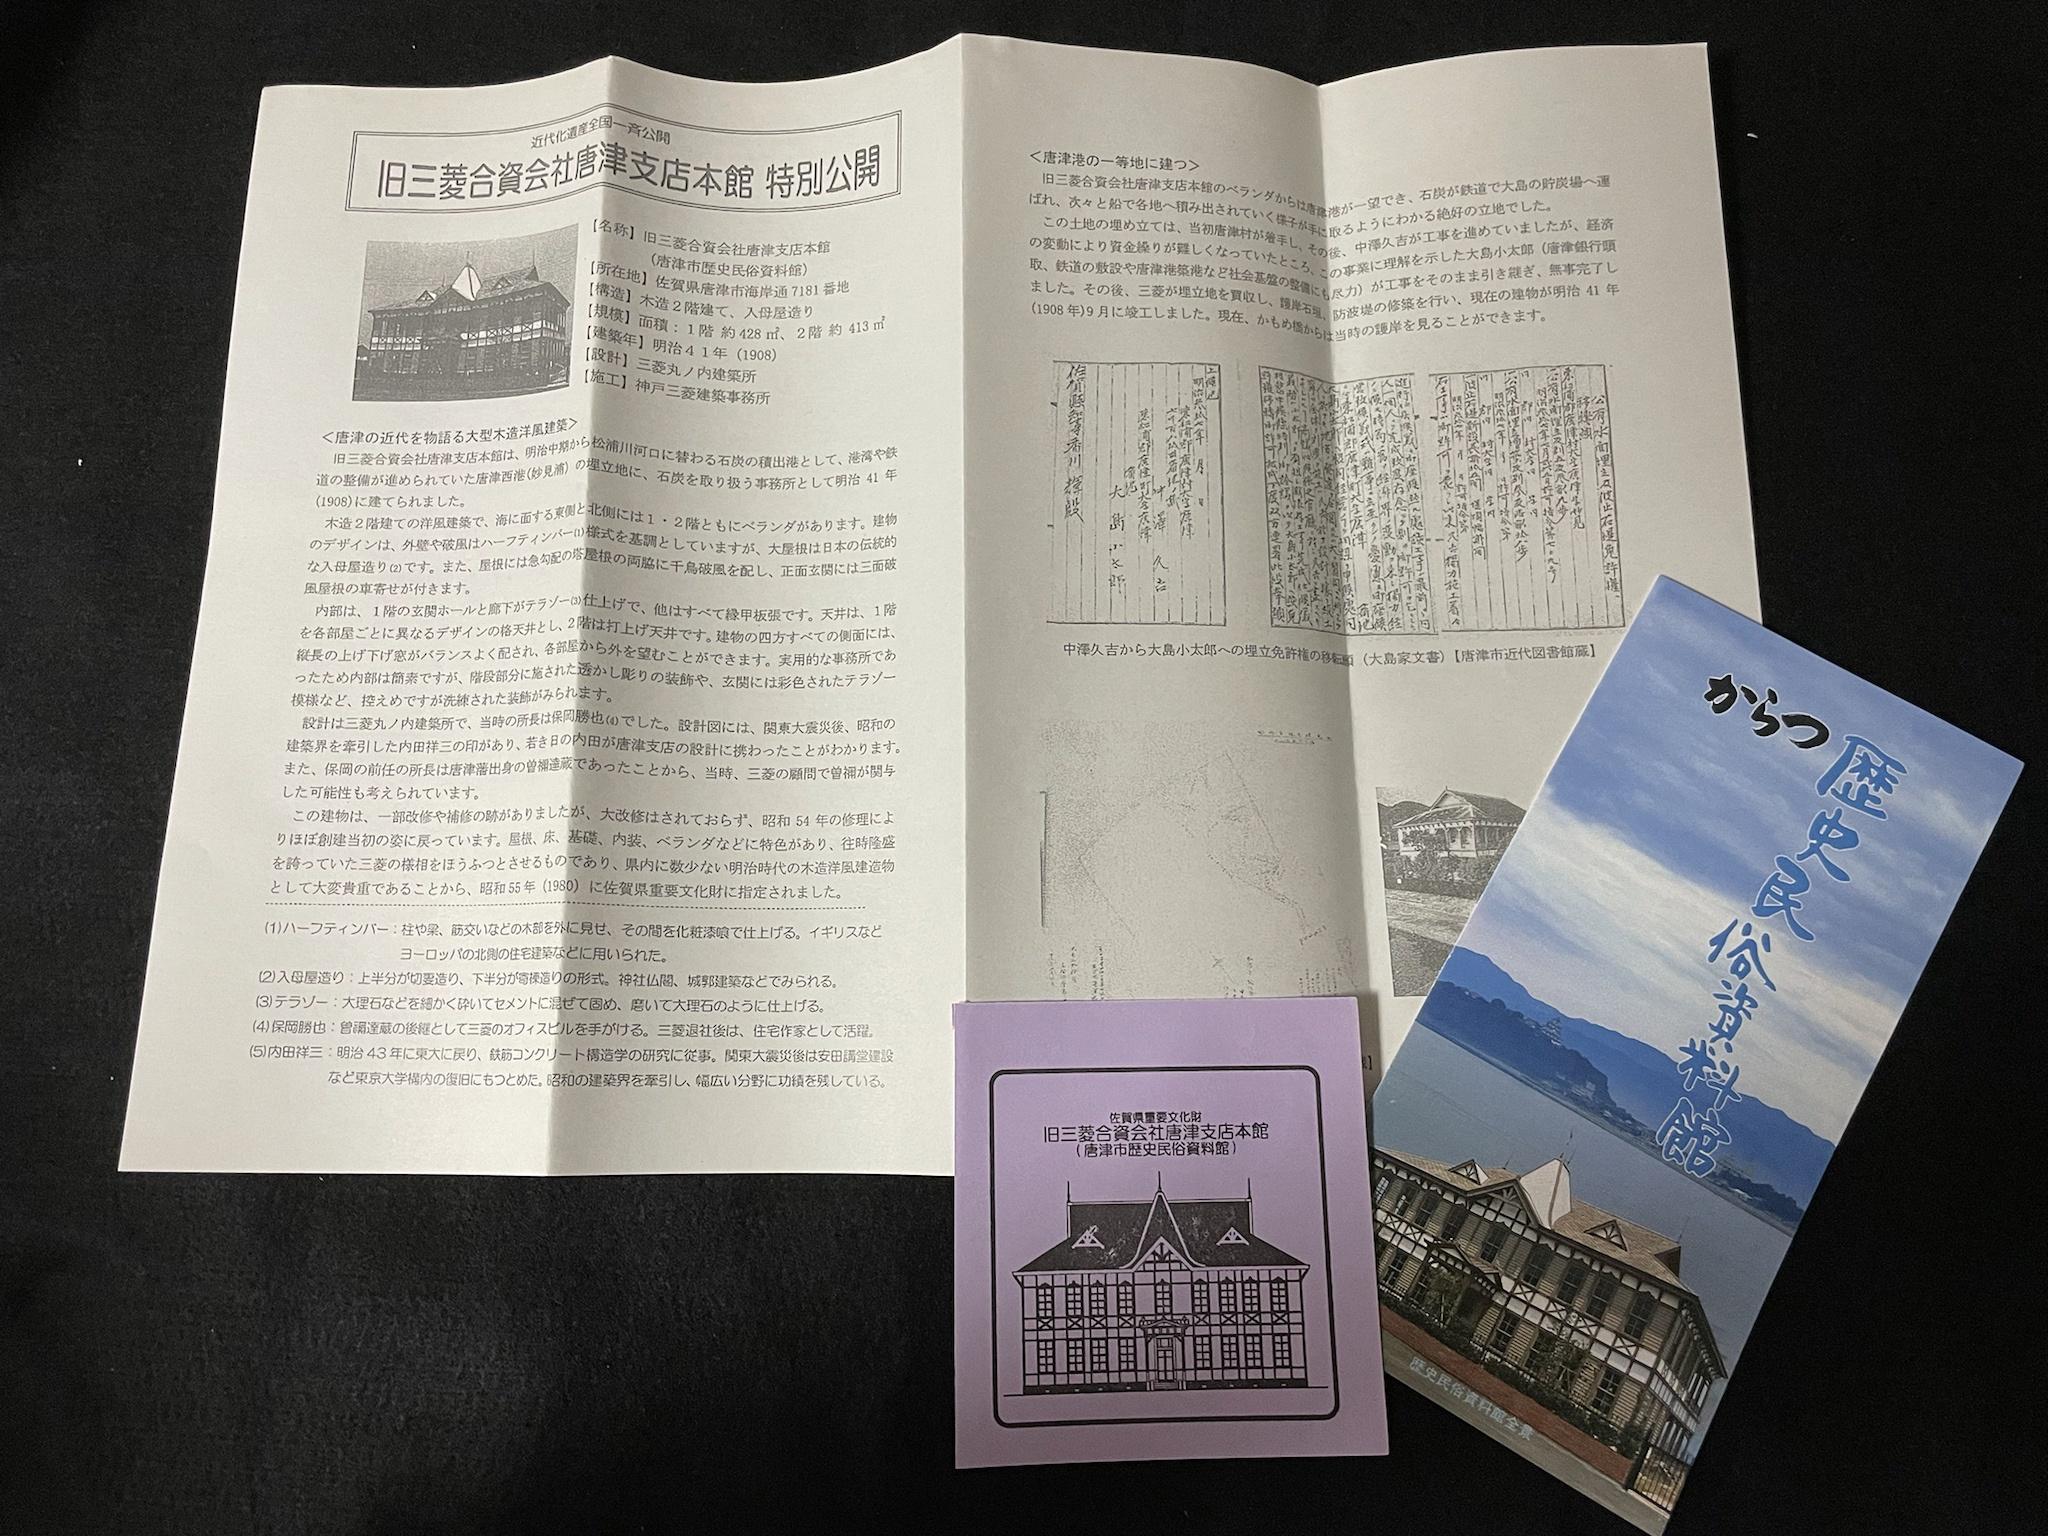 近代化遺産全国一斉公開
旧三菱合資会社唐津支店本館 特別公開
【名称】旧三菱合資会社唐津支店本館
(唐津市歴史民俗資料館)
【所在地】佐賀県唐津市海岸通7181番地
【構造】木造2階建て、入母屋造り
【規模】面積:1階 約428㎡、2階 約413㎡
【建築年】明治41年(1908)
【設計】三菱丸ノ内建築所
【施工】神戸三菱建築事務所
<唐津の近代を物語る大型木造洋風建築>
旧三菱合資会社唐津支店本館は、明治中期から松浦川河口に替わる石炭の積出港として、港湾や鉄
道の整備が進められていた唐津西港(妙見浦)の埋立地に、石炭を取り扱う事務所として明治41年
(1908)に建てられました。
木造2階建ての洋風建築で、海に面する東側と北側には1・2階ともにベランダがあります。建物
のデザインは、外壁や破風はハーフティンバー(1)様式を基調としていますが、大屋根は日本の伝統的
な入母屋造り(2)です。また、屋根には急勾配の塔屋根の両脇に千鳥破風を配し、正面玄関には三面破
風屋根の車寄せが付きます。
内部は、1階の玄関ホールと廊下がテラゾー(3)仕上げで、他はすべて縁甲板張です。天井は、1階
を各部屋ごとに異なるデザインの格天井とし、2階は打上げ天井です。建物の四方すべての側面には、
縦長の上げ下げ窓がバランスよく配され、各部屋から外を望むことができます。実用的な事務所であ
ったため内部は簡素ですが、階段部分に施された透かし彫りの装飾や、玄関には彩色されたテラゾー
模様など、控えめですが洗練された装飾がみられます。
設計は三菱丸ノ内建築所で、当時の所長は保岡勝也(4)でした。設計図には、関東大震災後、昭和の
建築界を牽引した内田祥三の印があり、若き日の内田が唐津支店の設計に携わったことがわかります。
また、保岡の前任の所長は唐津藩出身の曽禰達蔵であったことから、当時、三菱の顧問で曽禰が関与
した可能性も考えられています。
この建物は、一部改修や補修の跡がありましたが、大改修はされておらず、昭和54年の修理によ
りほぼ創建当初の姿に戻っています。屋根、床、基礎、内装、ベランダなどに特色があり、往時隆盛
を誇っていた三菱の様相をほうふつとさせるものであり、県内に数少ない明治時代の木造洋風建造物
として大変貴重であることから、昭和55年(1980)に佐賀県重要文化財に指定されました。
(1)ハーフティンバー:柱や梁、筋交いなどの木部を外に見せ、その間を化粧漆喰で仕上げる。イギリスなど
ヨーロッパの北側の住宅建築などに用いられた。
(2)入母屋造り:上半分が切妻造り、下半分が寄棟造りの形式。神社仏閣、城郭建築などでみられる。
(3)テラゾー:大理石などを細かく砕いてセメントに混ぜて固め、磨いて大理石のように仕上げる。
(4)保岡勝也:曾禰達蔵の後継として三菱のオフィスビルを手がける。三菱退社後は、住宅作家として活躍。
(5)内田祥三:明治43年に東大に戻り、鉄筋コンクリート構造学の研究に従事。関東大震災後は安田講堂建設
など東京大学構内の復旧にもつとめた。昭和の建築界を牽引し、幅広い分野に功績を残している。
<唐津港の一等地に建つ>
旧三菱合資会社唐津支店本館のベランダからは唐津港が一望でき、石炭が鉄道で大島の貯炭場へ運
ばれ、次々と船で各地へ積み出されていく様子が手に取るようにわかる絶好の立地でした。
この土地の埋め立ては、当初唐津村が着手し、その後、中澤久吉が工事を進めていましたが、経済
の変動により資金繰りが難しくなっていたところ、この事業に理解を示した大島小太郎(唐津銀行頭
取、鉄道の敷設や唐津港築港など社会基盤の整備にも尽力)が工事をそのまま引き継ぎ、無事完了し
ました。その後、三菱が埋立地を買収し、護岸石垣、防波堤の修築を行い、現在の建物が明治41年
(1908年)9月に竣工しました。現在、かもめ橋からは当時の護岸を見ることができます。
中澤久吉から大島小太郎への埋立免許権の移転願(大島家文書)【唐津市近代図書館蔵】
佐賀県重要文化財
旧三菱合資会社唐津支店本館
(唐津市歴史民俗資料館)
からつ
歴史民俗資料館
歴史民俗資料館全景